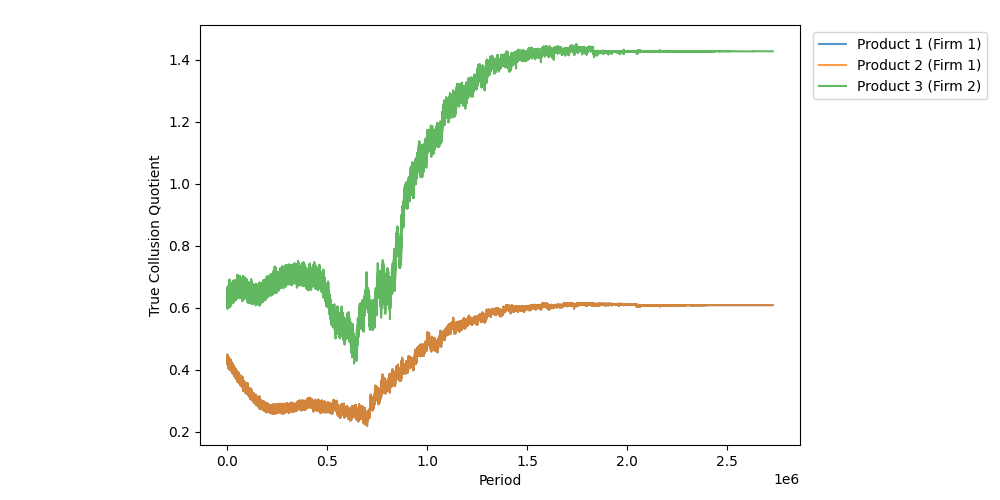 True Collusion Quotient
1.4
1.2
1.0
0.8
0.6
0.4
0.2
0.0
0.5
1.0
1.5
2.0
2.5
1e6
Period
Product 1 (Firm 1)
Product 2 (Firm 1)
Product 3 (Firm 2)